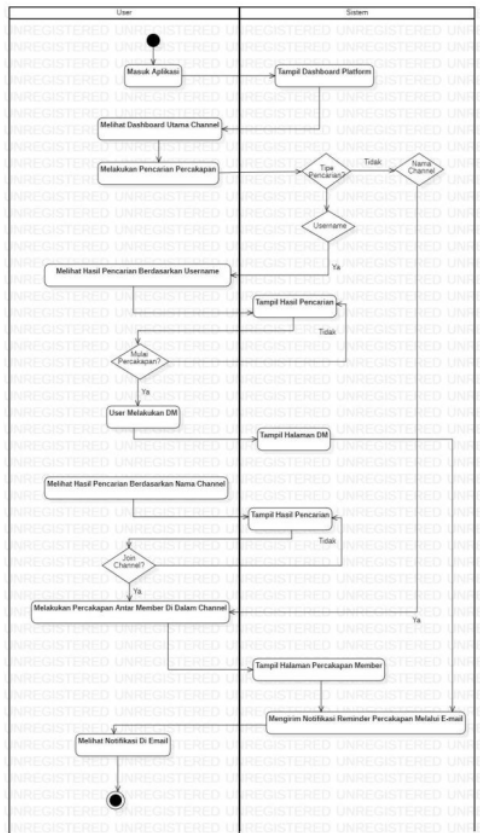 User
Sistem
Masuk Aplikasi
Tampil Dashboard Platform
Melihat Dashboard Utama Channel
Melakukan Pencarian Percakapan
Tipe
Pencarian?
Tidak
Nama
Channel
Username
Ya
Melihat Hasil Pencarian Berdasarkan Username
Tampil Hasil Pencarian
Tidak
Mulai
Percakapan?
Ya
User Melakukan DM
Tampil Halaman DM
Melihat Hasil Pencarian Berdasarkan Nama Channel
Tampil Hasil Pencarian
Tidak
Join
Channel?
Ya
Melakukan Percakapan Antar Member Di Dalam Channel
Ya
Tampil Halaman Percakapan Member
Mengirim Notifikasi Reminder Percakapan Melalui E-mail
Melihat Notifikasi Di Email
UNREGISTERED